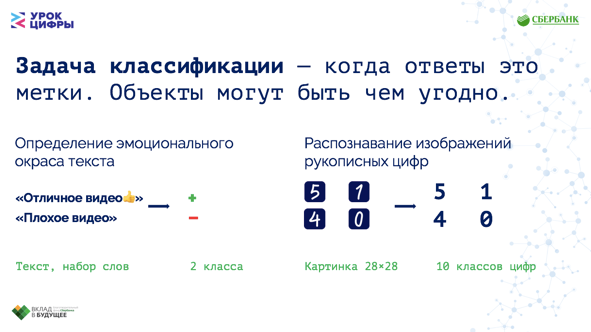 УРОК
ЦИФРЫ
СБЕРБАНК
Задача классификации — когда ответы это
метки. Объекты могут быть чем угодно.
Определение эмоционального
окраса текста
Распознавание изображений
рукописных цифр
«Отличное видео👍»
+
«Плохое видео»
−
5 1
4 0
5 1
4 0
Текст, набор слов
2 класса
Картинка 28×28
10 классов цифр
ВКЛАД
В БУДУЩЕЕ